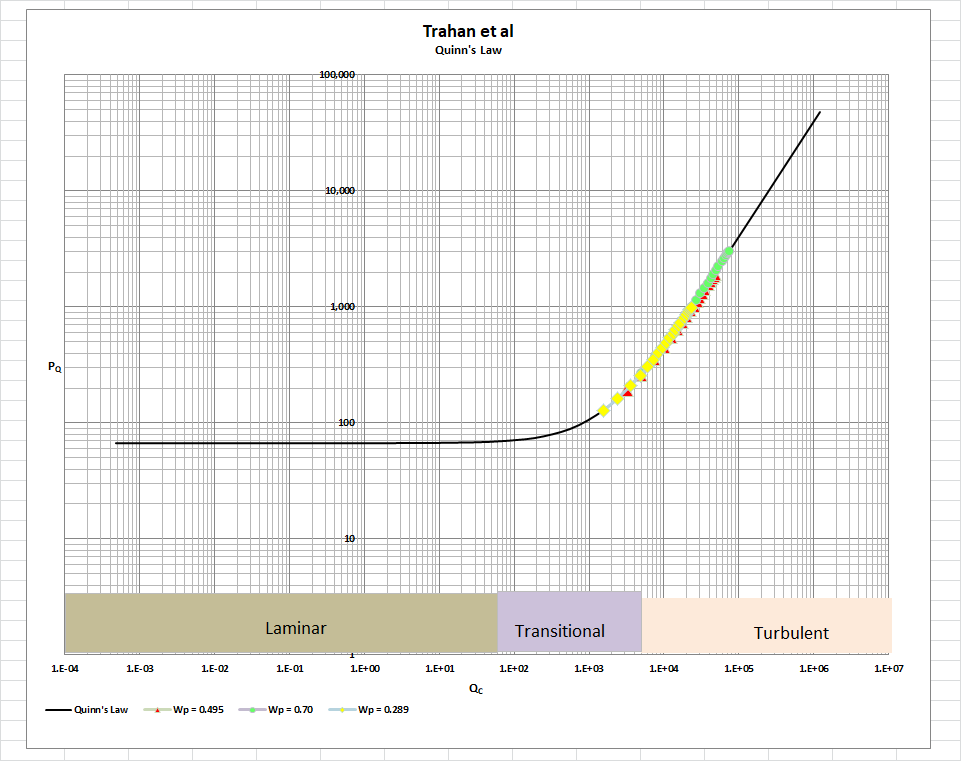 Trahan et al
Quinn's Law
100,000
10,000
1,000
P_Q
100
10
Laminar
Transitional
Turbulent
1
1.E-04 1.E-03 1.E-02 1.E-01 1.E+00 1.E+01 1.E+02 1.E+03 1.E+04 1.E+05 1.E+06 1.E+07
Q_C
Quinn's Law Wp = 0.495 Wp = 0.70 Wp = 0.289